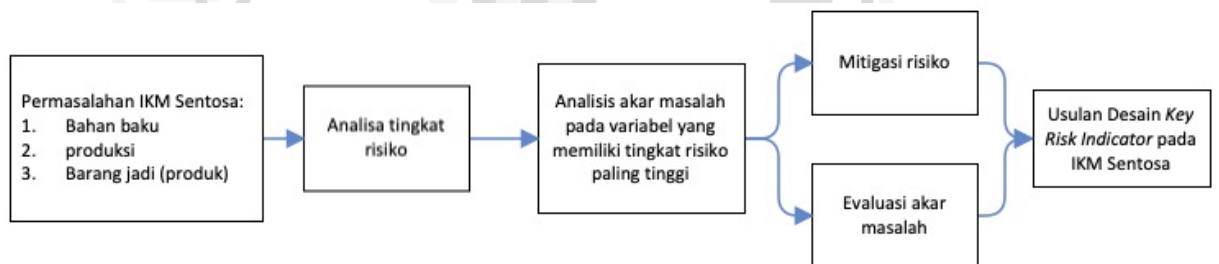 Permasalahan IKM Sentosa:
1. Bahan baku
2. produksi
3. Barang jadi (produk)
Analisa tingkat
risiko
Analisis akar masalah
pada variabel yang
memiliki tingkat risiko
paling tinggi
Mitigasi risiko
Evaluasi akar
masalah
Usulan Desain Key
Risk Indicator pada
IKM Sentosa